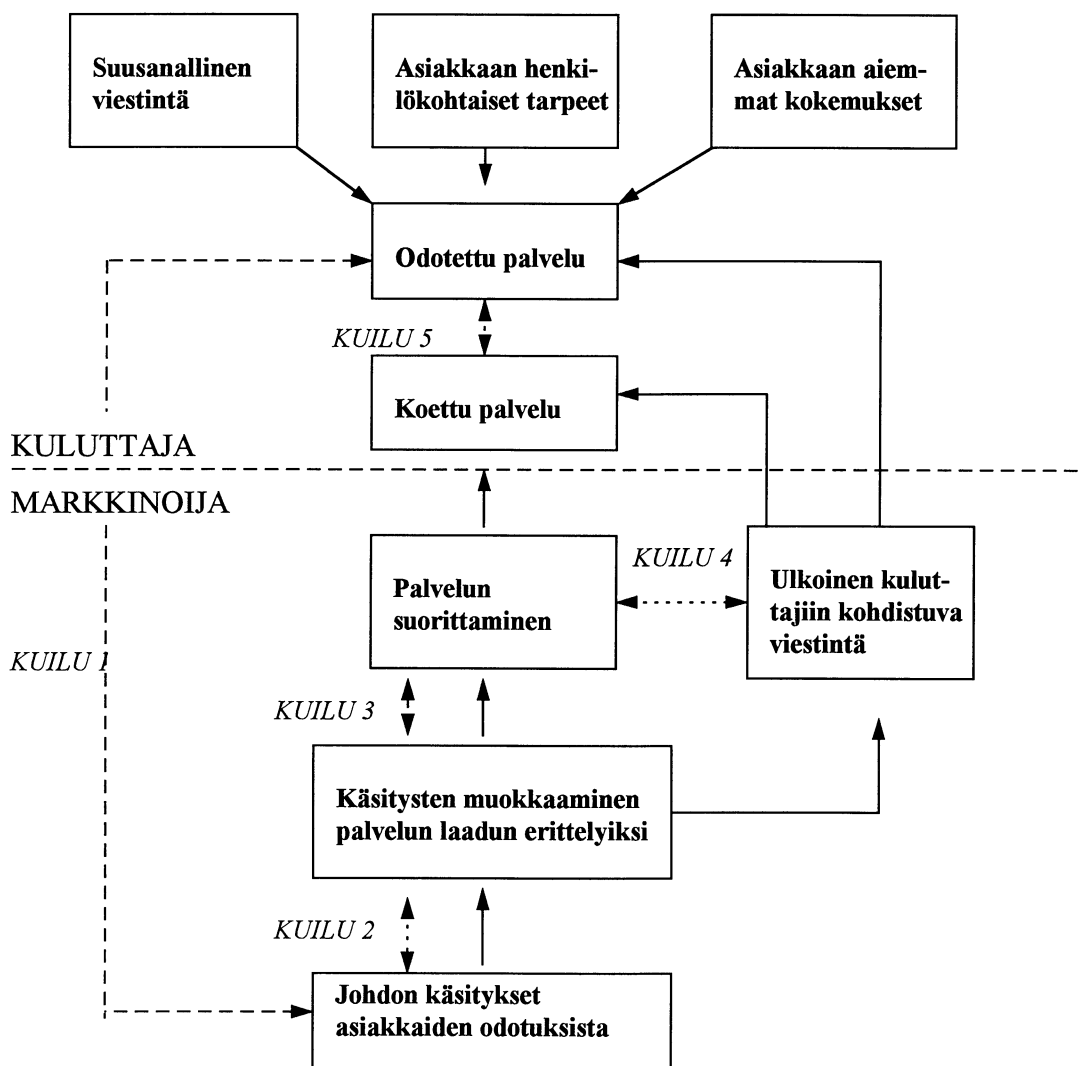 Suusanallinen
viestintä
Asiakkaan henki-
lökohtaiset tarpeet
Asiakkaan aiem-
mat kokemukset
Odotettu palvelu
KUILU 5
Koettu palvelu
KULUTTAJA
MARKKINOIJA
Palvelun
suorittaminen
KUILU 4
Ulkoinen kulut-
tajiin kohdistuva
viestintä
KUILU 1
KUILU 3
Käsitysten muokkaaminen
palvelun laadun erittelyiksi
KUILU 2
Johdon käsitykset
asiakkaiden odotuksista